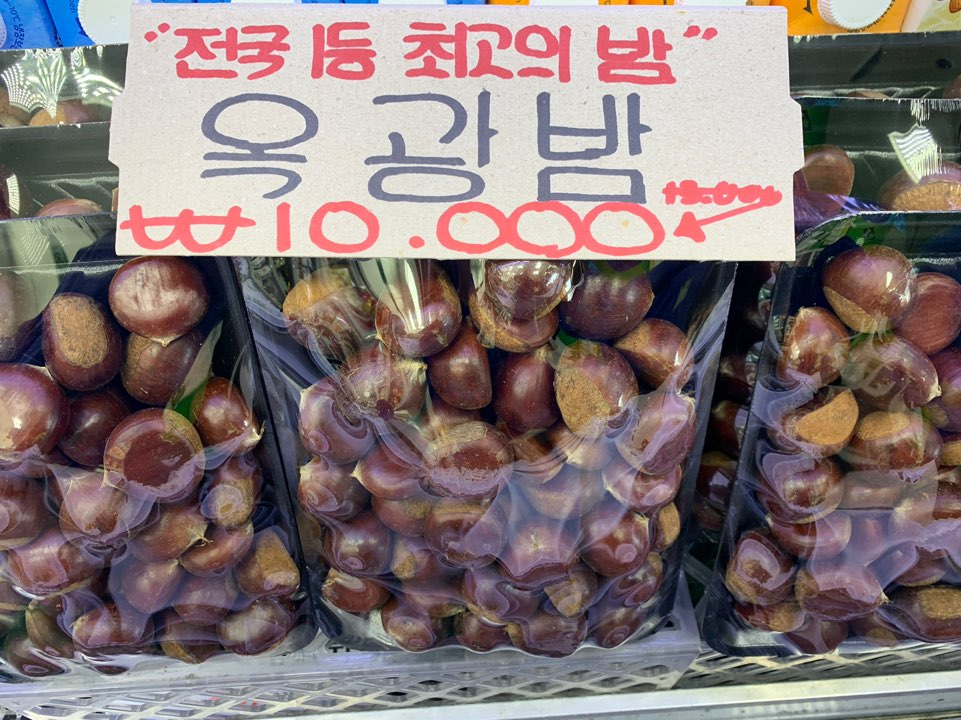 "전국 1등 최고의 밤"
옥광밤
₩10.000